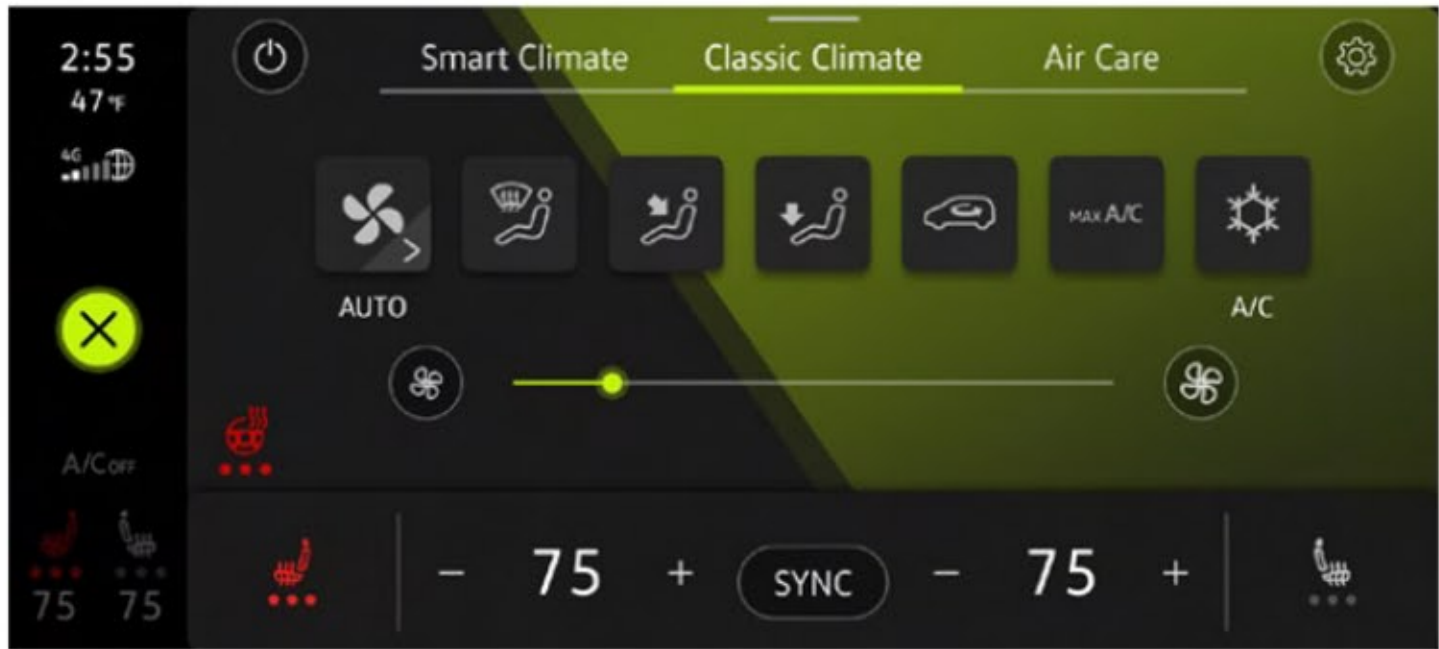 2:55
47 °F
4G
Smart Climate
Classic Climate
Air Care
MAX A/C
AUTO
A/C
A/C OFF
75 75
75
SYNC
75